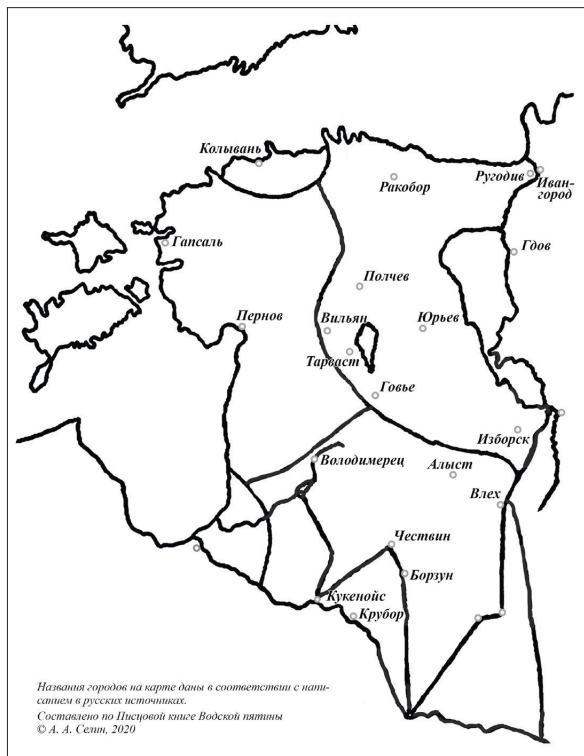 Колывань
Ракобор
Ругодив
Иван-
город
Гапсаль
Гдов
Полчев
Пернов
Вильян
Юрьев
Тарваст
Говье
Изборск
Володимерец
Алыст
Влех
Чествин
Борзун
Кукенойс
Крубор
Названия городов на карте даны в соответствии с напи-
санием в русских источниках.
Составлено по Писцовой книге Водской пятины
© А. А. Селин, 2020